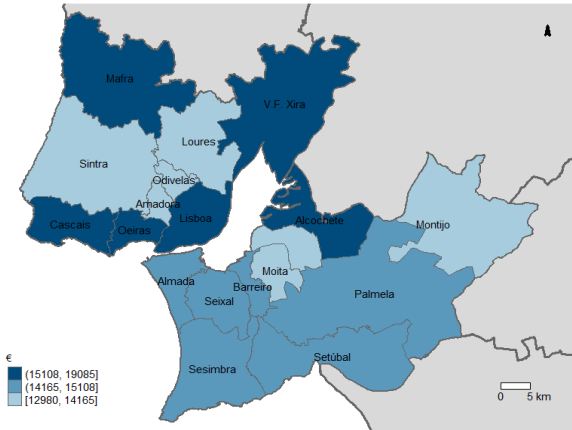 Mafra
V.F. Xira
Loures
Sintra
Odivelas
Amadora
Lisboa
Cascais
Oeiras
Alcochete
Montijo
Moita
Almada
Barreiro
Seixal
Palmela
Setúbal
Sesimbra
€
(15108, 19085]
(14165, 15108]
[12980, 14165]
0 5 km